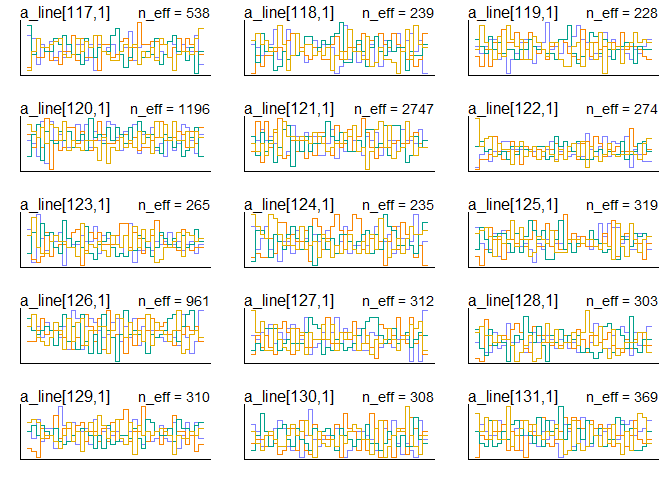 a_line[117,1] n_eff = 538 a_line[118,1] n_eff = 239 a_line[119,1] n_eff = 228
a_line[120,1] n_eff = 1196 a_line[121,1] n_eff = 2747 a_line[122,1] n_eff = 274
a_line[123,1] n_eff = 265 a_line[124,1] n_eff = 235 a_line[125,1] n_eff = 319
a_line[126,1] n_eff = 961 a_line[127,1] n_eff = 312 a_line[128,1] n_eff = 303
a_line[129,1] n_eff = 310 a_line[130,1] n_eff = 308 a_line[131,1] n_eff = 369